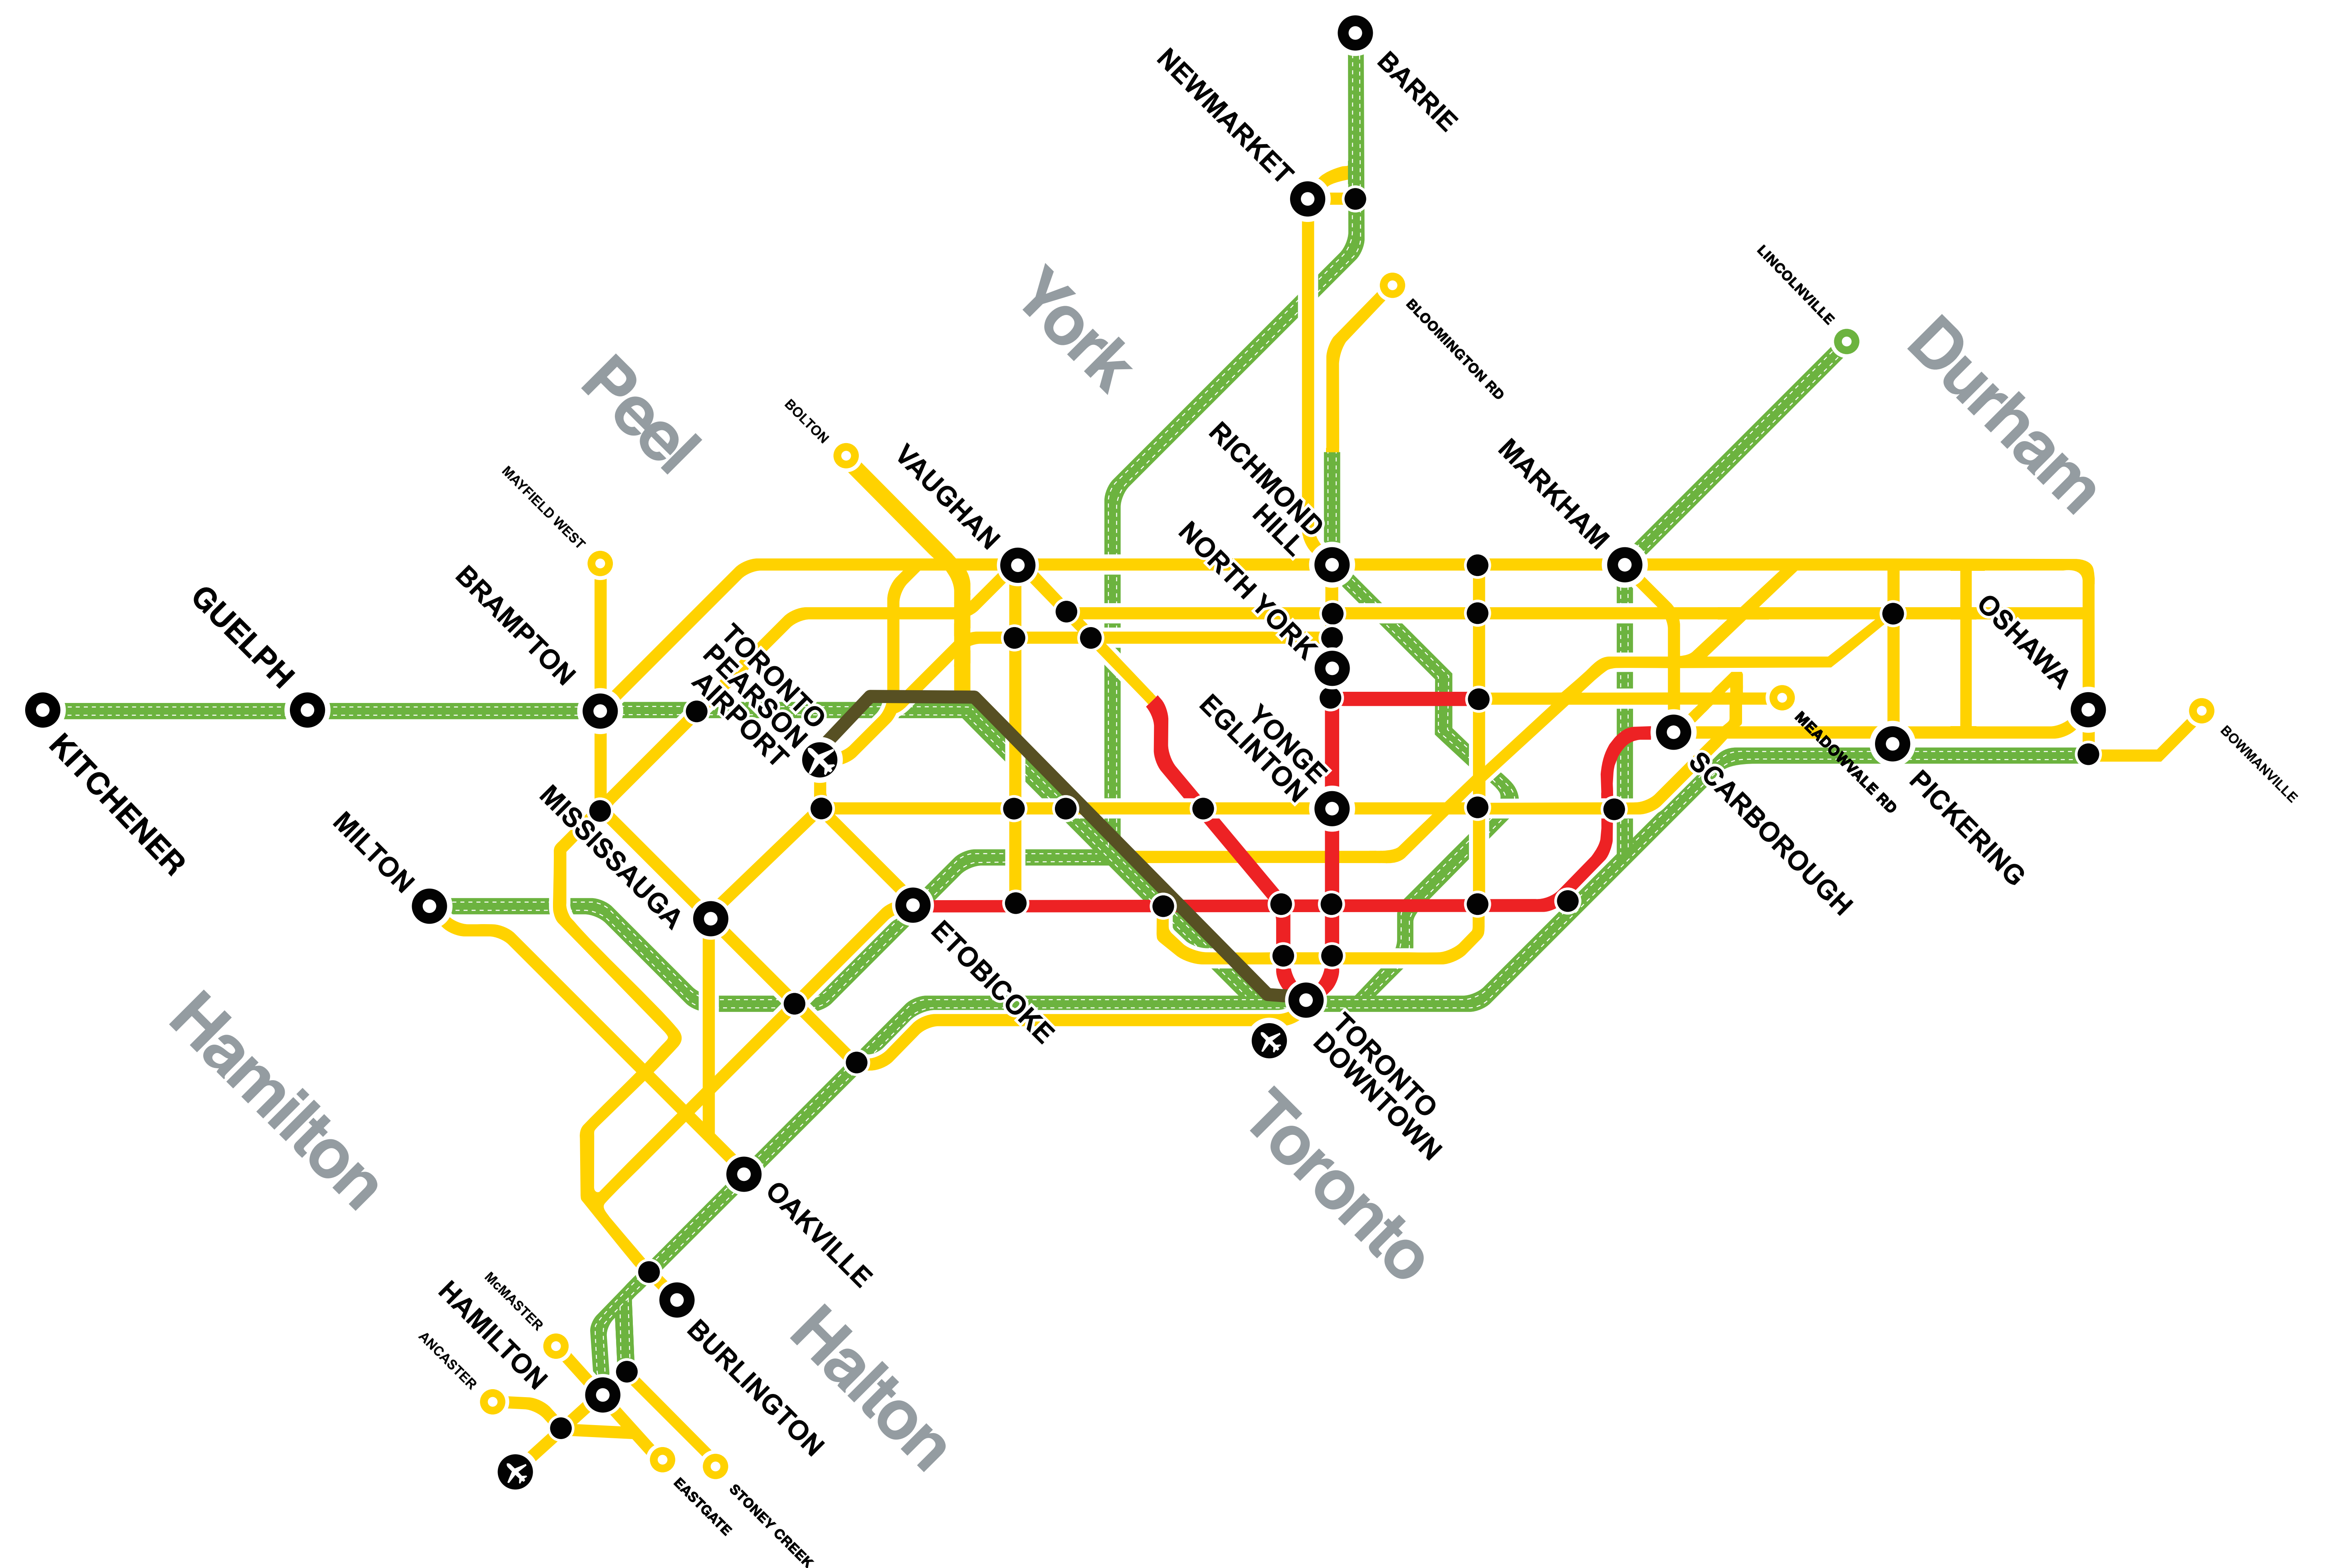 BARRIE
NEWMARKET
York
LINCOLNVILLE
Durham
BLOOMINGTON RD
Peel
BOLTON
VAUGHAN
RICHMOND
HILL
MARKHAM
MAYFIELD WEST
NORTH YORK
BRAMPTON
GUELPH
TORONTO
PEARSON
AIRPORT
OSHAWA
YONGE
EGLINTON
KITCHENER
MEADOWVALE RD
BOWMANVILLE
SCARBOROUGH
PICKERING
MISSISSAUGA
MILTON
ETOBICOKE
Hamilton
TORONTO
DOWNTOWN
Toronto
OAKVILLE
McMASTER
HAMILTON
ANCASTER
BURLINGTON
Halton
EASTGATE
STONEY CREEK